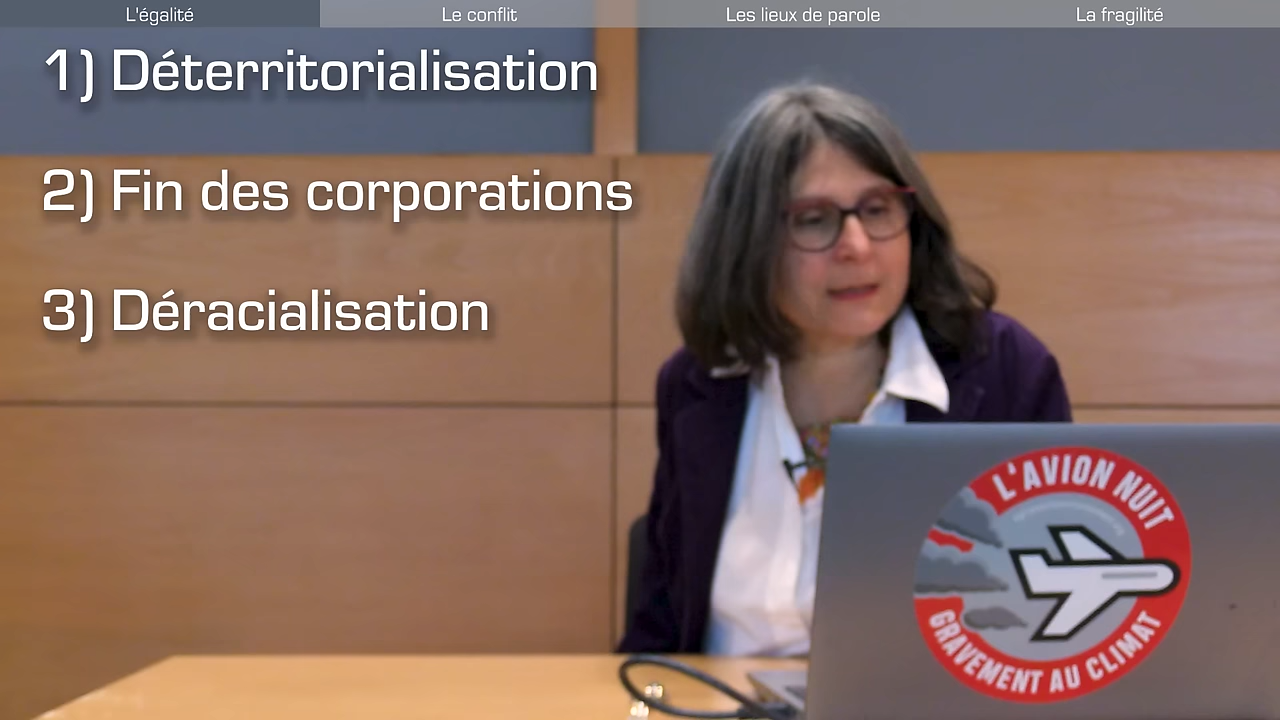 L'égalité
Le conflit
Les lieux de parole
La fragilité
1) Déterritorialisation
2) Fin des corporations
3) Déracialisation
L'AVION NUIT
GRAVEMENT AU CLIMAT